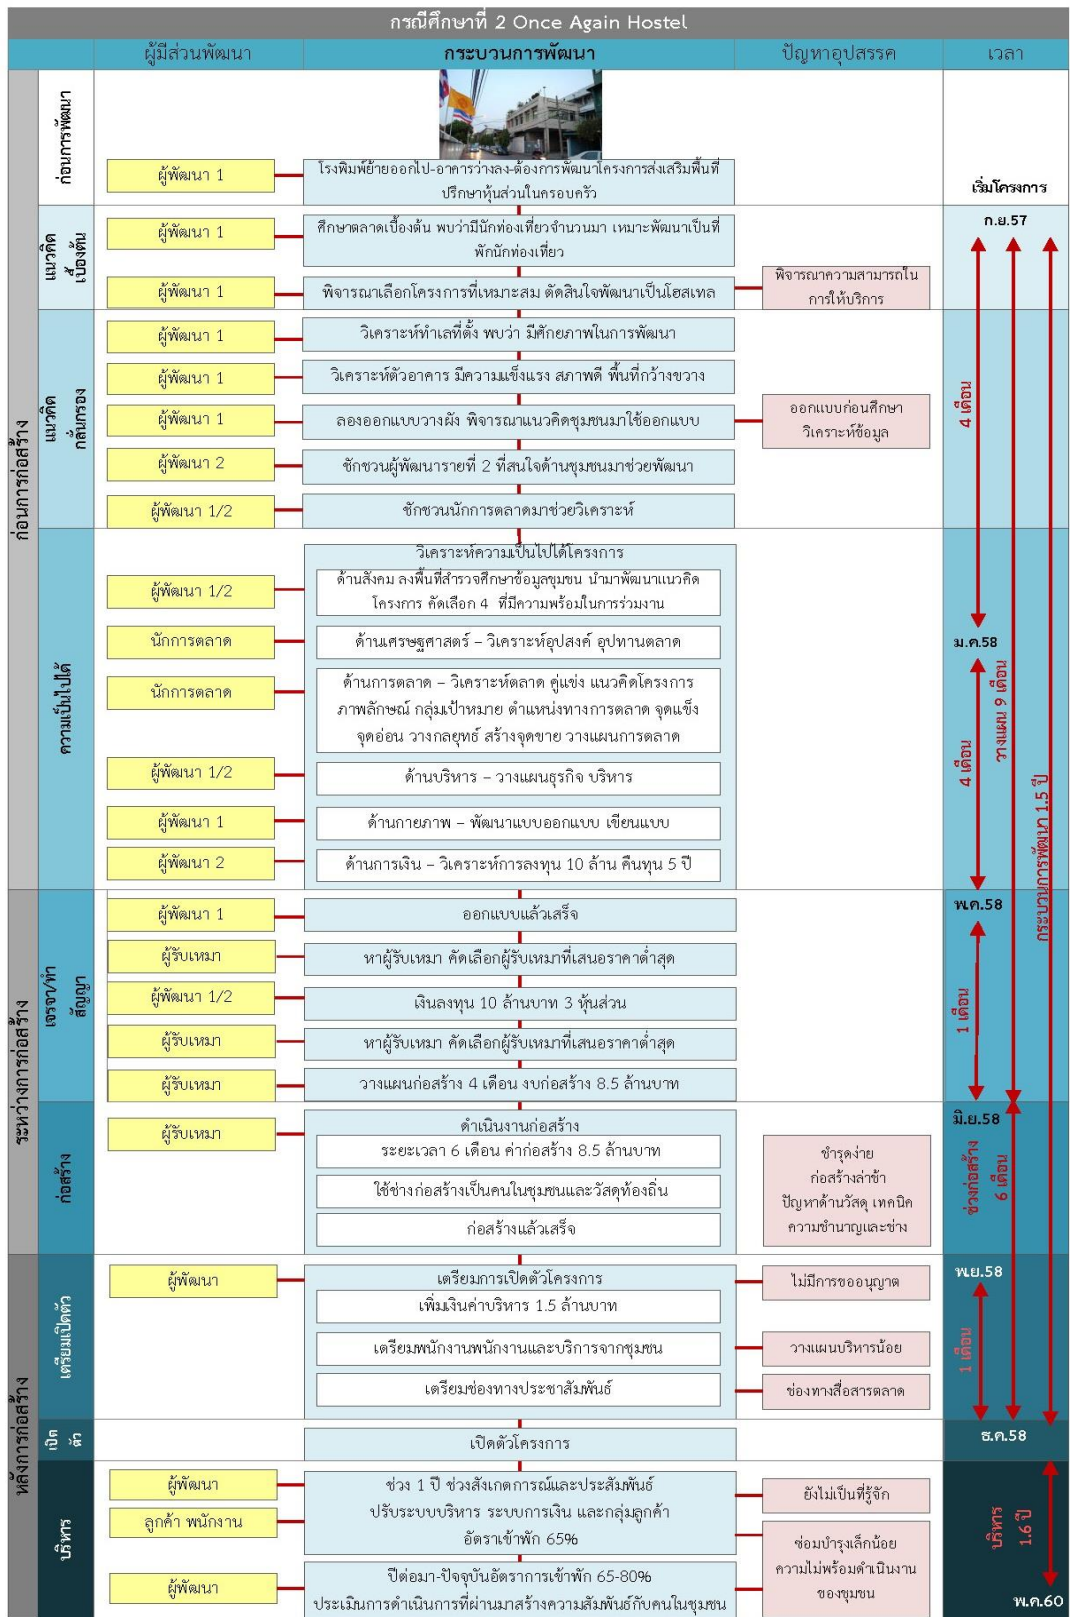 กรณีศึกษาที่ 2 Once Again Hostel
ผู้มีส่วนพัฒนา
กระบวนการพัฒนา
ปัญหาอุปสรรค
เวลา
ก่อนการก่อสร้าง
ก่อนการพัฒนา
ผู้พัฒนา 1
โรงพิมพ์ย้ายออกไป-อาคารว่างลง-ต้องการพัฒนาโครงการส่งเสริมพื้นที่
ปรึกษาหุ้นส่วนในครอบครัว
เริ่มโครงการ
แนวคิด
เบื้องต้น
ผู้พัฒนา 1
ศึกษาตลาดเบื้องต้น พบว่ามีนักท่องเที่ยวจำนวนมา เหมาะพัฒนาเป็นที่
พักนักท่องเที่ยว
ก.ย.57
ผู้พัฒนา 1
พิจารณาเลือกโครงการที่เหมาะสม ตัดสินใจพัฒนาเป็นโฮสเทล
พิจารณาความสามารถใน
การให้บริการ
แนวคิด
กลั่นกรอง
ผู้พัฒนา 1
วิเคราะห์ทำเลที่ตั้ง พบว่า มีศักยภาพในการพัฒนา
ผู้พัฒนา 1
วิเคราะห์ตัวอาคาร มีความแข็งแรง สภาพดี พื้นที่กว้างขวาง
ผู้พัฒนา 1
ลองออกแบบวางผัง พิจารณาแนวคิดชุมชนมาใช้ออกแบบ
ออกแบบก่อนศึกษา
วิเคราะห์ข้อมูล
4 เดือน
ผู้พัฒนา 2
ชักชวนผู้พัฒนารายที่ 2 ที่สนใจด้านชุมชนมาช่วยพัฒนา
ผู้พัฒนา 1/2
ชักชวนนักการตลาดมาช่วยวิเคราะห์
ความเป็นไปได้
วิเคราะห์ความเป็นไปได้โครงการ
ผู้พัฒนา 1/2
ด้านสังคม ลงพื้นที่สำรวจศึกษาข้อมูลชุมชน นำมาพัฒนาแนวคิด
โครงการ คัดเลือก 4 ที่มีความพร้อมในการร่วมงาน
นักการตลาด
ด้านเศรษฐศาสตร์ – วิเคราะห์อุปสงค์ อุปทานตลาด
ม.ค.58
นักการตลาด
ด้านการตลาด – วิเคราะห์ตลาด คู่แข่ง แนวคิดโครงการ
ภาพลักษณ์ กลุ่มเป้าหมาย ตำแหน่งทางการตลาด จุดแข็ง
จุดอ่อน วางกลยุทธ์ สร้างจุดขาย วางแผนการตลาด
วางแผน 9 เดือน
ผู้พัฒนา 1/2
ด้านบริหาร – วางแผนธุรกิจ บริหาร
4 เดือน
ผู้พัฒนา 1
ด้านกายภาพ – พัฒนาแบบออกแบบ เขียนแบบ
ผู้พัฒนา 2
ด้านการเงิน – วิเคราะห์การลงทุน 10 ล้าน คืนทุน 5 ปี
กระบวนการพัฒนา 1.5 ปี
ระหว่างการก่อสร้าง
เจรจา/ทำ
สัญญา
ผู้พัฒนา 1
ออกแบบแล้วเสร็จ
พ.ค.58
ผู้รับเหมา
หาผู้รับเหมา คัดเลือกผู้รับเหมาที่เสนอราคาต่ำสุด
ผู้พัฒนา 1/2
เงินลงทุน 10 ล้านบาท 3 หุ้นส่วน
1 เดือน
ผู้รับเหมา
หาผู้รับเหมา คัดเลือกผู้รับเหมาที่เสนอราคาต่ำสุด
ผู้รับเหมา
วางแผนก่อสร้าง 4 เดือน งบก่อสร้าง 8.5 ล้านบาท
ก่อสร้าง
ผู้รับเหมา
ดำเนินงานก่อสร้าง
มิ.ย.58
ระยะเวลา 6 เดือน ค่าก่อสร้าง 8.5 ล้านบาท
ใช้ช่างก่อสร้างเป็นคนในชุมชนและวัสดุท้องถิ่น
ก่อสร้างแล้วเสร็จ
ชำรุดง่าย
ก่อสร้างล่าช้า
ปัญหาด้านวัสดุ เทคนิค
ความชำนาญและช่าง
ช่วงก่อสร้าง
6 เดือน
หลังการก่อสร้าง
เตรียมเปิดตัว
ผู้พัฒนา
เตรียมการเปิดตัวโครงการ
ไม่มีการขออนุญาต
พ.ย.58
เพิ่มเงินค่าบริหาร 1.5 ล้านบาท
เตรียมพนักงานพนักงานและบริการจากชุมชน
วางแผนบริหารน้อย
1 เดือน
เตรียมช่องทางประชาสัมพันธ์
ช่องทางสื่อสารตลาด
เปิด
ตัว
เปิดตัวโครงการ
ธ.ค.58
บริหาร
ผู้พัฒนา
ลูกค้า พนักงาน
ช่วง 1 ปี ช่วงสังเกตการณ์และประสัมพันธ์
ปรับระบบบริหาร ระบบการเงิน และกลุ่มลูกค้า
อัตราเข้าพัก 65%
ยังไม่เป็นที่รู้จัก
บริหาร
1.6 ปี
ซ่อมบำรุงเล็กน้อย
ความไม่พร้อมดำเนินงาน
ของชุมชน
ผู้พัฒนา
ปีต่อมา-ปัจจุบันอัตราการเข้าพัก 65-80%
ประเมินการดำเนินการที่ผ่านมาสร้างความสัมพันธ์กับคนในชุมชน
พ.ค.60